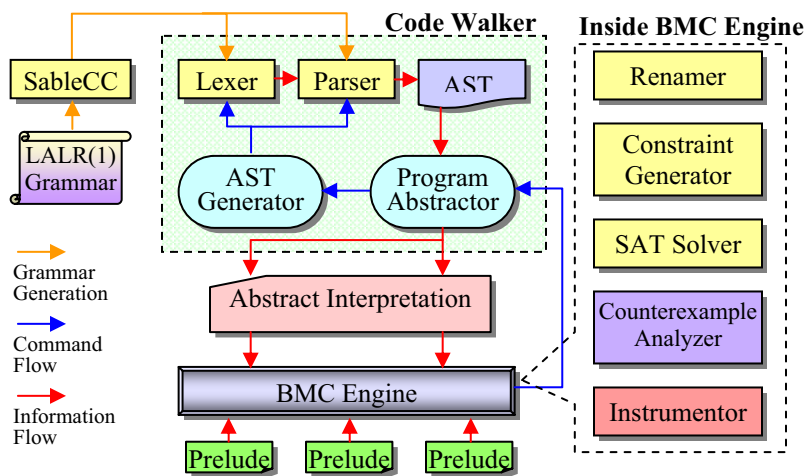 Code Walker
Inside BMC Engine
SableCC
Lexer
Parser
AST
LALR(1)
Grammar
AST
Generator
Program
Abstractor
Grammar
Generation
Command
Flow
Information
Flow
Abstract Interpretation
BMC Engine
Prelude
Prelude
Prelude
Renamer
Constraint
Generator
SAT Solver
Counterexample
Analyzer
Instrumentor